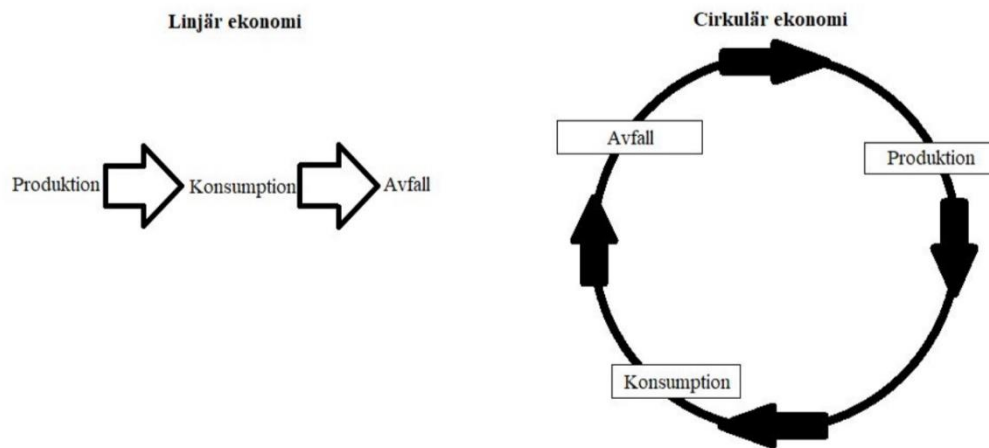 Linjär ekonomi
Produktion Konsumption Avfall
Cirkulär ekonomi
Avfall
Produktion
Konsumption